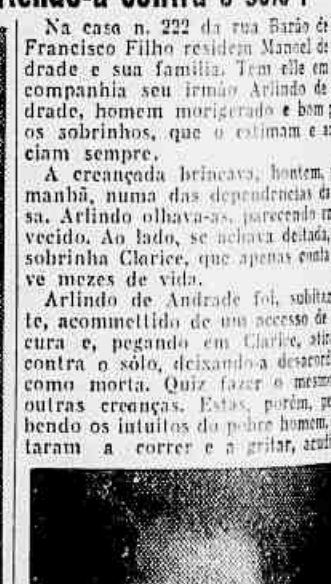 contra o
Na casa n. 222 da rua Barão de
Francisco Filho residem Manoel de
drade e sua familia. Tem elle em
companhia seu irmão Arlindo de
drade, homem morigerado e bom
os sobrinhos, que o estimam e
ciam sempre.
A creançada brincava, hontem,
manhã, numa das dependencias da
sa. Arlindo olhava-as, parecendo
vecido. Ao lado, se achava deitada,
sobrinha Clarice, que apenas conta
ve mezes de vida.
Arlindo de Andrade foi, subita
te, acommettido de um accesso de
cura e, pegando em Clarice, atir
contra o sólo, deixando-a desacor
como morta. Quiz fazer o mesmo
outras creanças. Estas, porém, pe
bendo os intuitos do pobre homem,
taram a correr e a gritar,